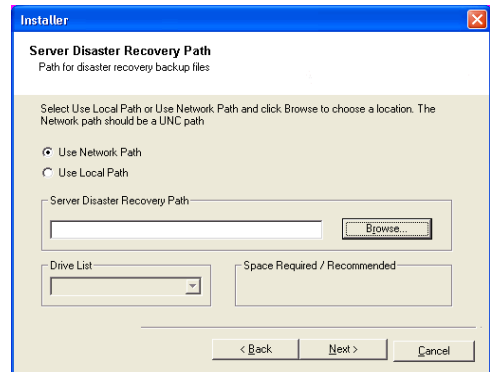 Installer
Server Disaster Recovery Path
Path for disaster recovery backup files
Select Use Local Path or Use Network Path and click Browse to choose a location. The
Network path should be a UNC path
Use Network Path
Use Local Path
Server Disaster Recovery Path
Browse...
Drive List
Space Required / Recommended
< Back
Next >
Cancel